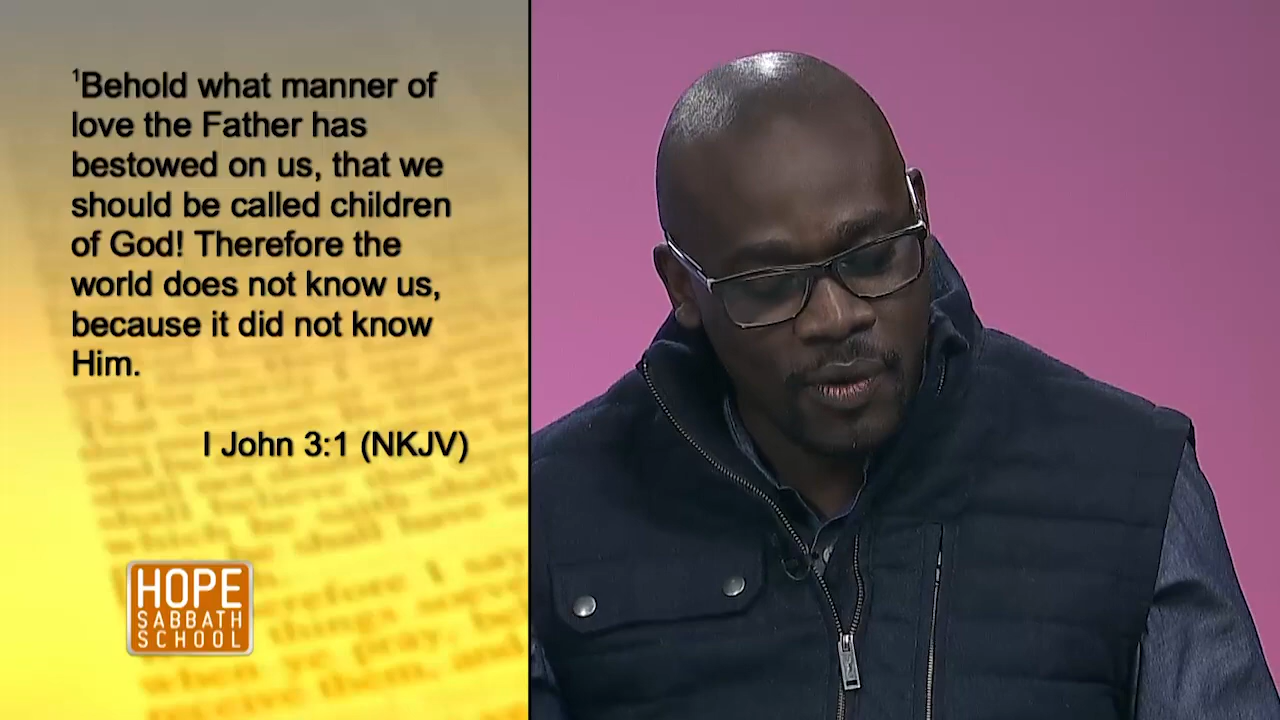 ¹Behold what manner of
love the Father has
bestowed on us, that we
should be called children
of God! Therefore the
world does not know us,
because it did not know
Him.
I John 3:1 (NKJV)
HOPE
SABBATH
SCHOOL